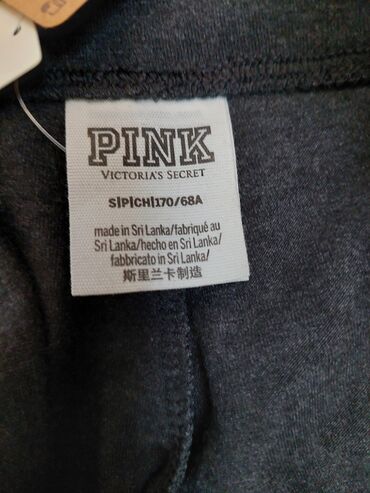 PINK
VICTORIA'S SECRET
S|P|CH|170/68A
made in Sri Lanka/fabriqué au
Sri Lanka/hecho en Sri Lanka/
fabbricato in Sri Lanka/
斯里兰卡制造